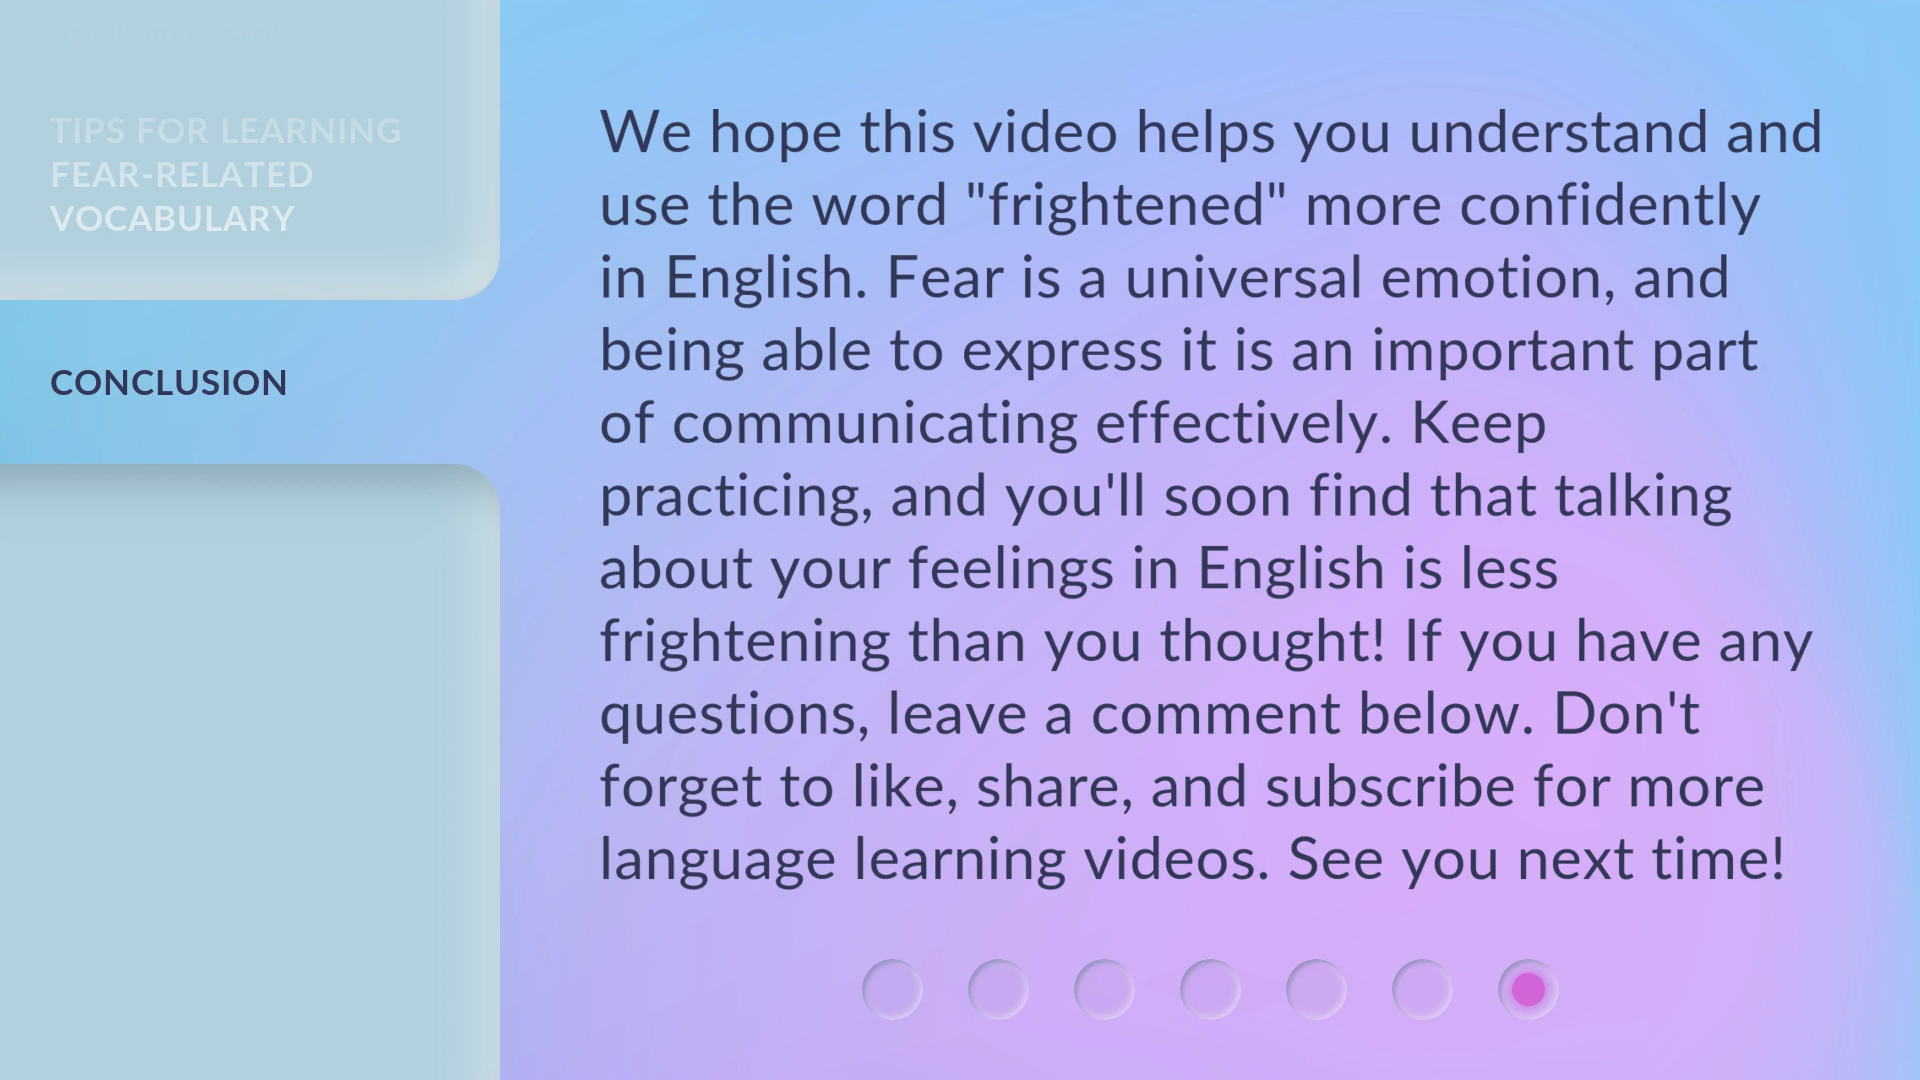 FRIGHTENED
TIPS FOR LEARNING
FEAR-RELATED
VOCABULARY
CONCLUSION
We hope this video helps you understand and
use the word "frightened" more confidently
in English. Fear is a universal emotion, and
being able to express it is an important part
of communicating effectively. Keep
practicing, and you'll soon find that talking
about your feelings in English is less
frightening than you thought! If you have any
questions, leave a comment below. Don't
forget to like, share, and subscribe for more
language learning videos. See you next time!